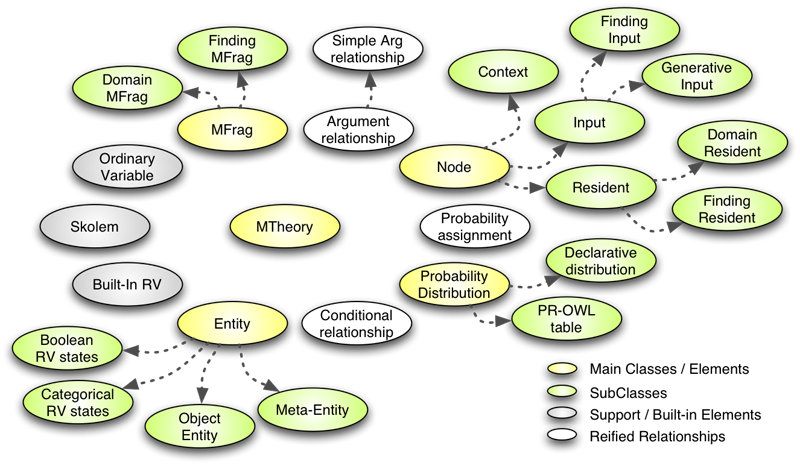 Finding
MFrag
Simple Arg
relationship
Finding
Input
Domain
MFrag
Context
Generative
Input
MFrag
Argument
relationship
Input
Domain
Resident
Ordinary
Variable
Node
Resident
Finding
Resident
Skolem
MTheory
Probability
assignment
Declarative
distribution
Built-In RV
Probability
Distribution
PR-OWL
table
Entity
Conditional
relationship
Boolean
RV states
Categorical
RV states
Object
Entity
Meta-Entity
Main Classes / Elements
SubClasses
Support / Built-in Elements
Reified Relationships